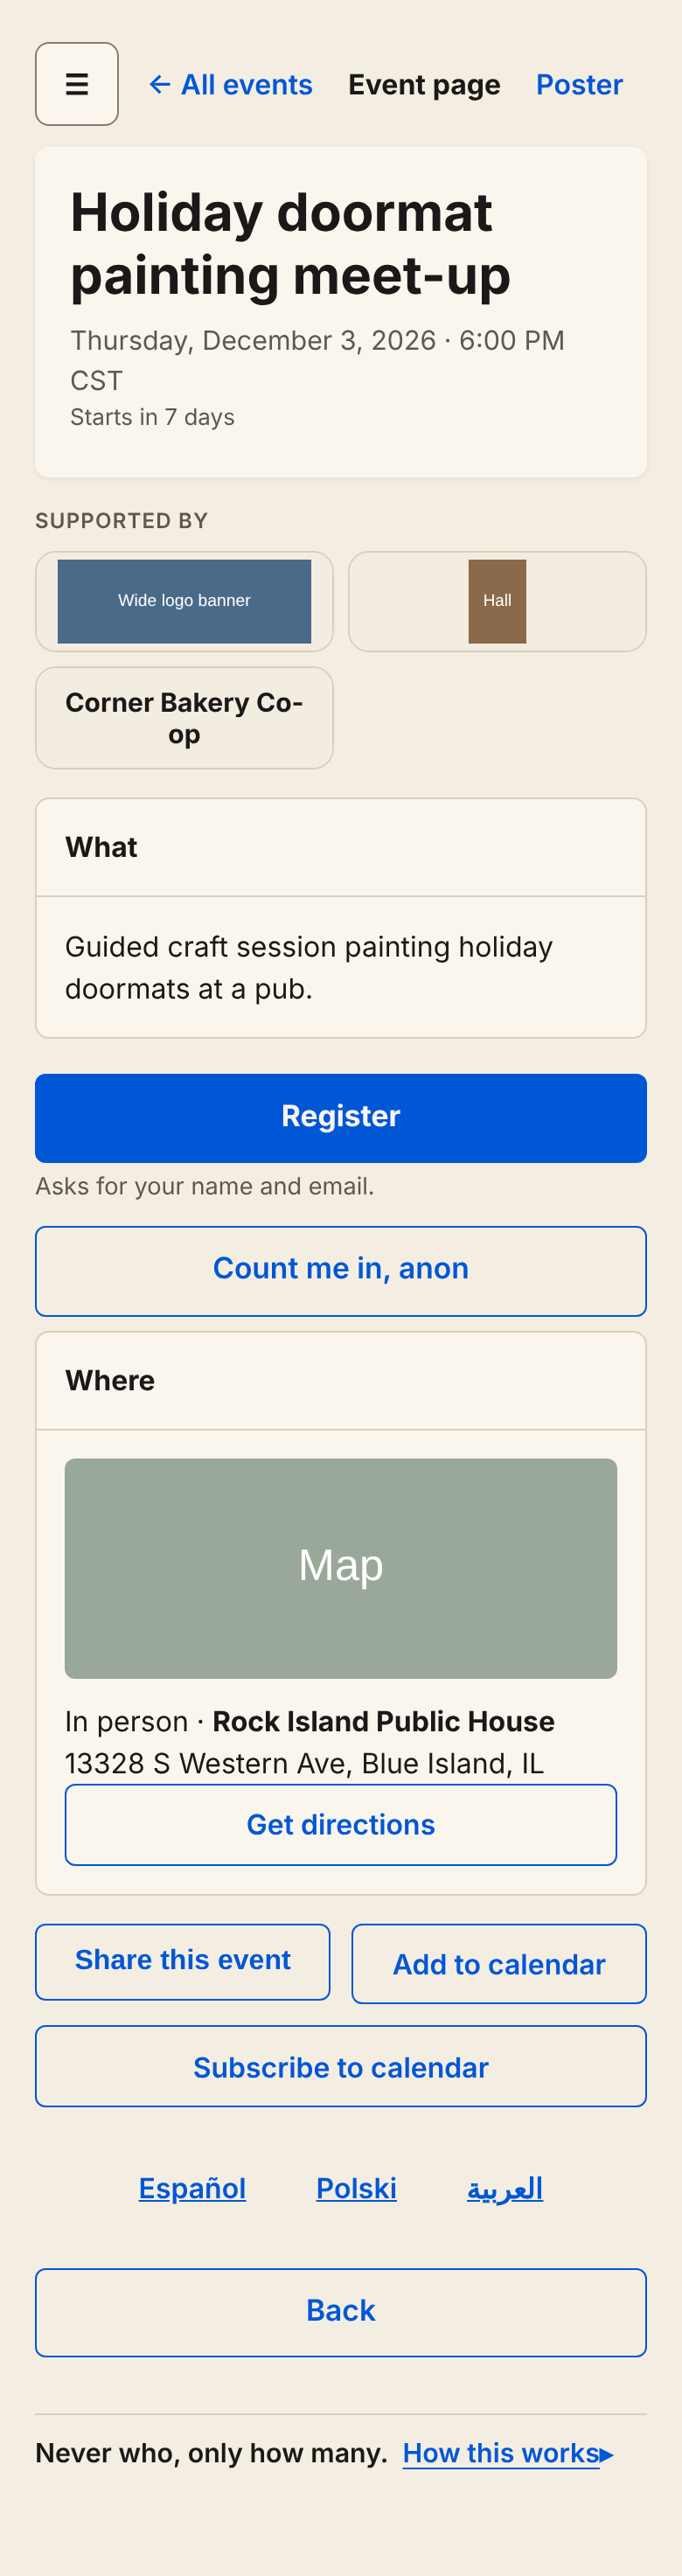 ☰ ← All events Event page Poster
Holiday doormat
painting meet-up
Thursday, December 3, 2026 · 6:00 PM
CST
Starts in 7 days
SUPPORTED BY
Wide logo banner
Hall
Corner Bakery Co-
op
What
Guided craft session painting holiday
doormats at a pub.
Register
Asks for your name and email.
Count me in, anon
Where
Map
In person · Rock Island Public House
13328 S Western Ave, Blue Island, IL
Get directions
Share this event
Add to calendar
Subscribe to calendar
Español Polski العربية
Back
Never who, only how many. How this works▸